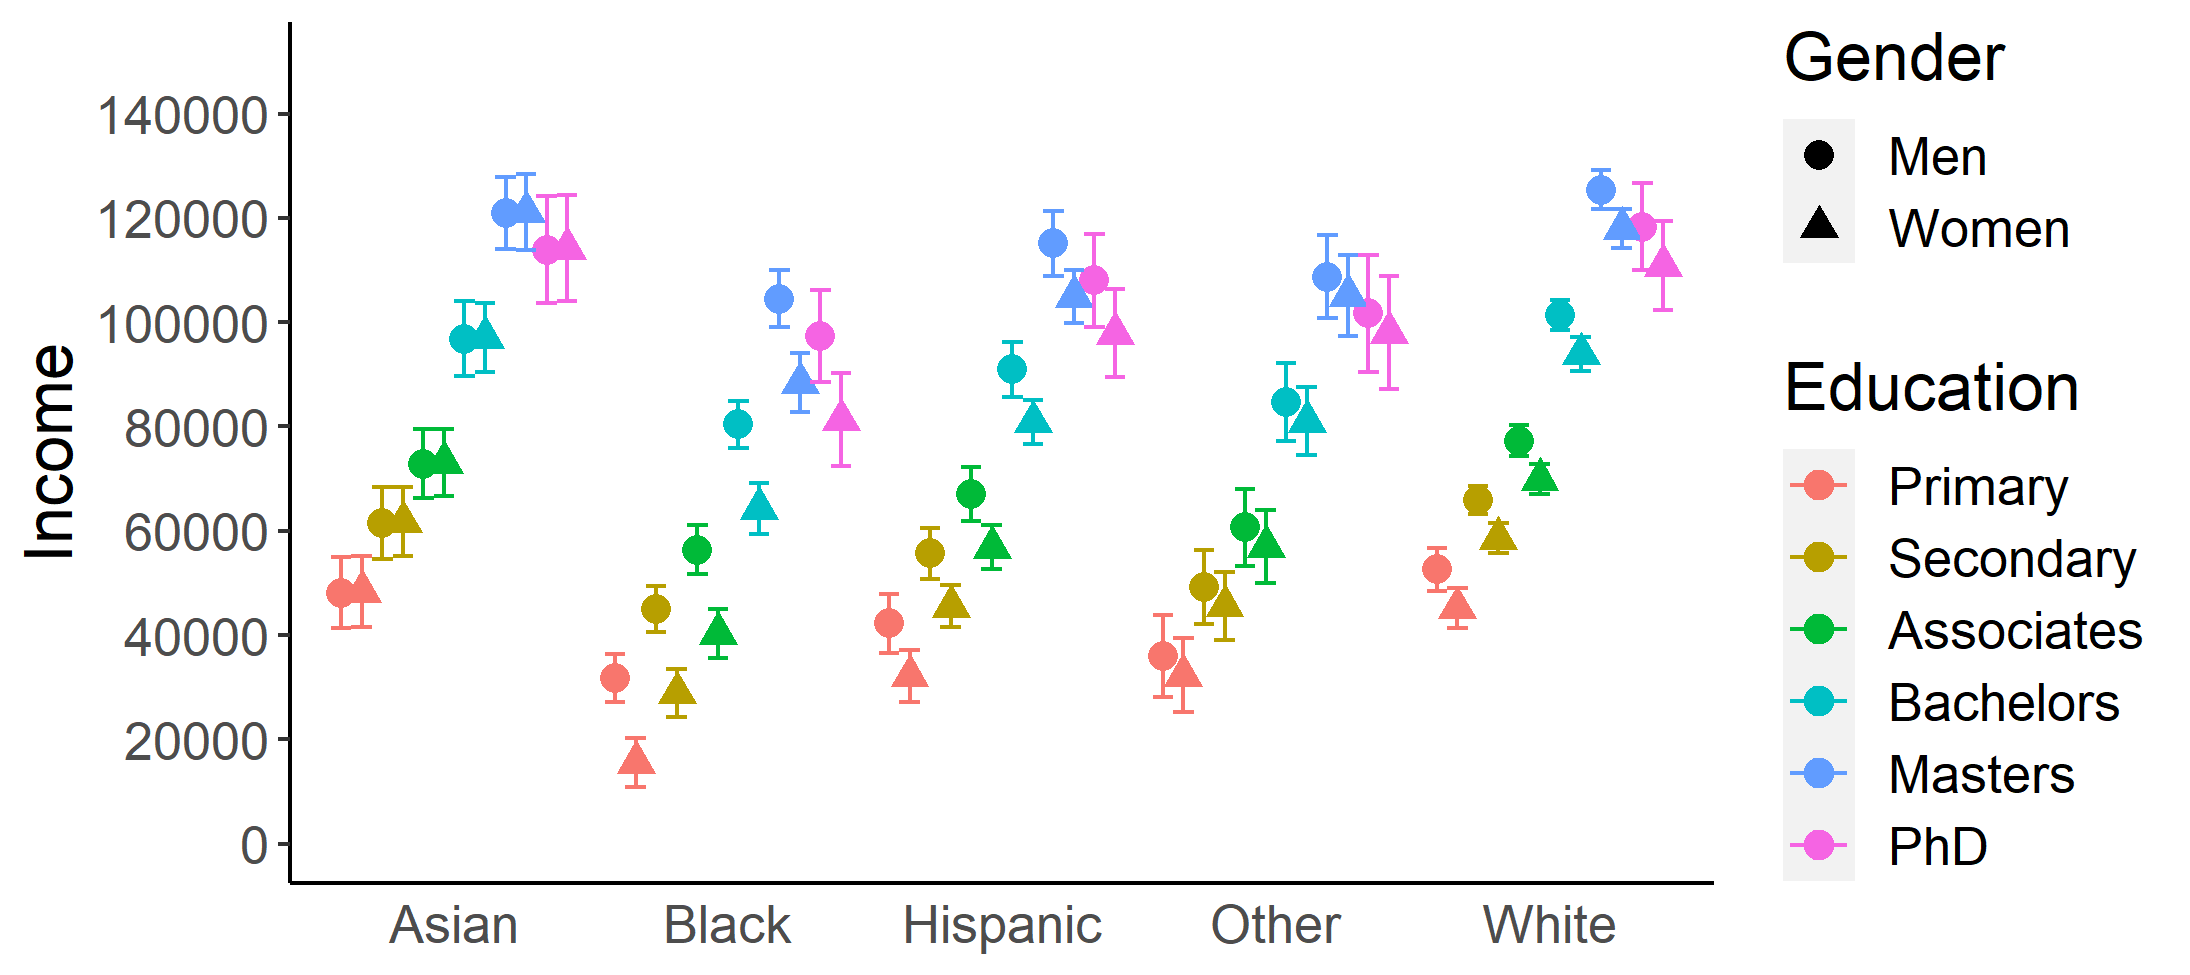 Income
140000
120000
100000
80000
60000
40000
20000
0
Asian
Black
Hispanic
Other
White
Gender
Men
Women
Education
Primary
Secondary
Associates
Bachelors
Masters
PhD